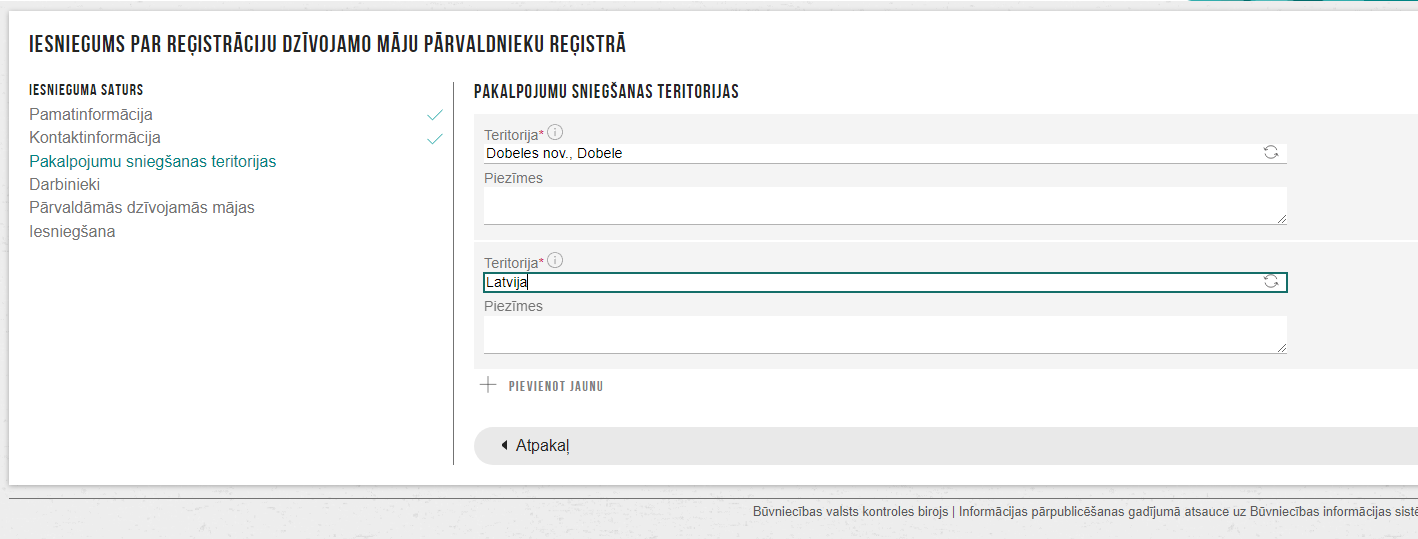 IESNIEGUMS PAR REĢISTRĀCIJU DZĪVOJAMO MĀJU PĀRVALDNIEKU REĢISTRĀ
IESNIEGUMA SATURS
Pamatinformācija
Kontaktinformācija
Pakalpojumu sniegšanas teritorijas
Darbinieki
Pārvaldāmās dzīvojamās mājas
Iesniegšana
PAKALPOJUMU SNIEGŠANAS TERITORIJAS
Teritorija*
Dobeles nov., Dobele
Piezīmes
Teritorija*
Latvija
Piezīmes
PIEVIENOT JAUNU
Atpakaļ
Būvniecības valsts kontroles birojs | Informācijas pārpublicēšanas gadījumā atsauce uz Būvniecības informācijas sistē